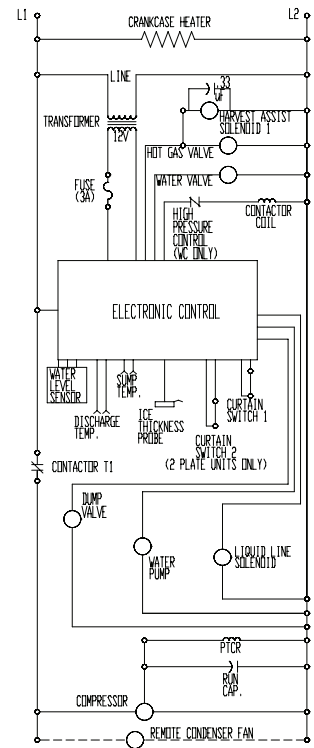 L1
L2
CRANKCASE HEATER
LINE
.33
UF
TRANSFORMER
12V
HARVEST ASSIST
SOLENOID 1
HOT GAS VALVE
FUSE
(3A)
WATER VALVE
HIGH
PRESSURE
CONTROL
(WC ONLY)
CONTACTOR
COIL
ELECTRONIC CONTROL
WATER
LEVEL
SENSOR
SUMP
TEMP.
DISCHARGE
TEMP.
ICE
THICKNESS
PROBE
CURTAIN
SWITCH 1
CURTAIN
SWITCH 2
(2 PLATE UNITS ONLY)
CONTACTOR T1
DUMP
VALVE
WATER
PUMP
LIQUID LINE
SOLENOID
PTCR
RUN
CAP.
COMPRESSOR
REMOTE CONDENSER FAN